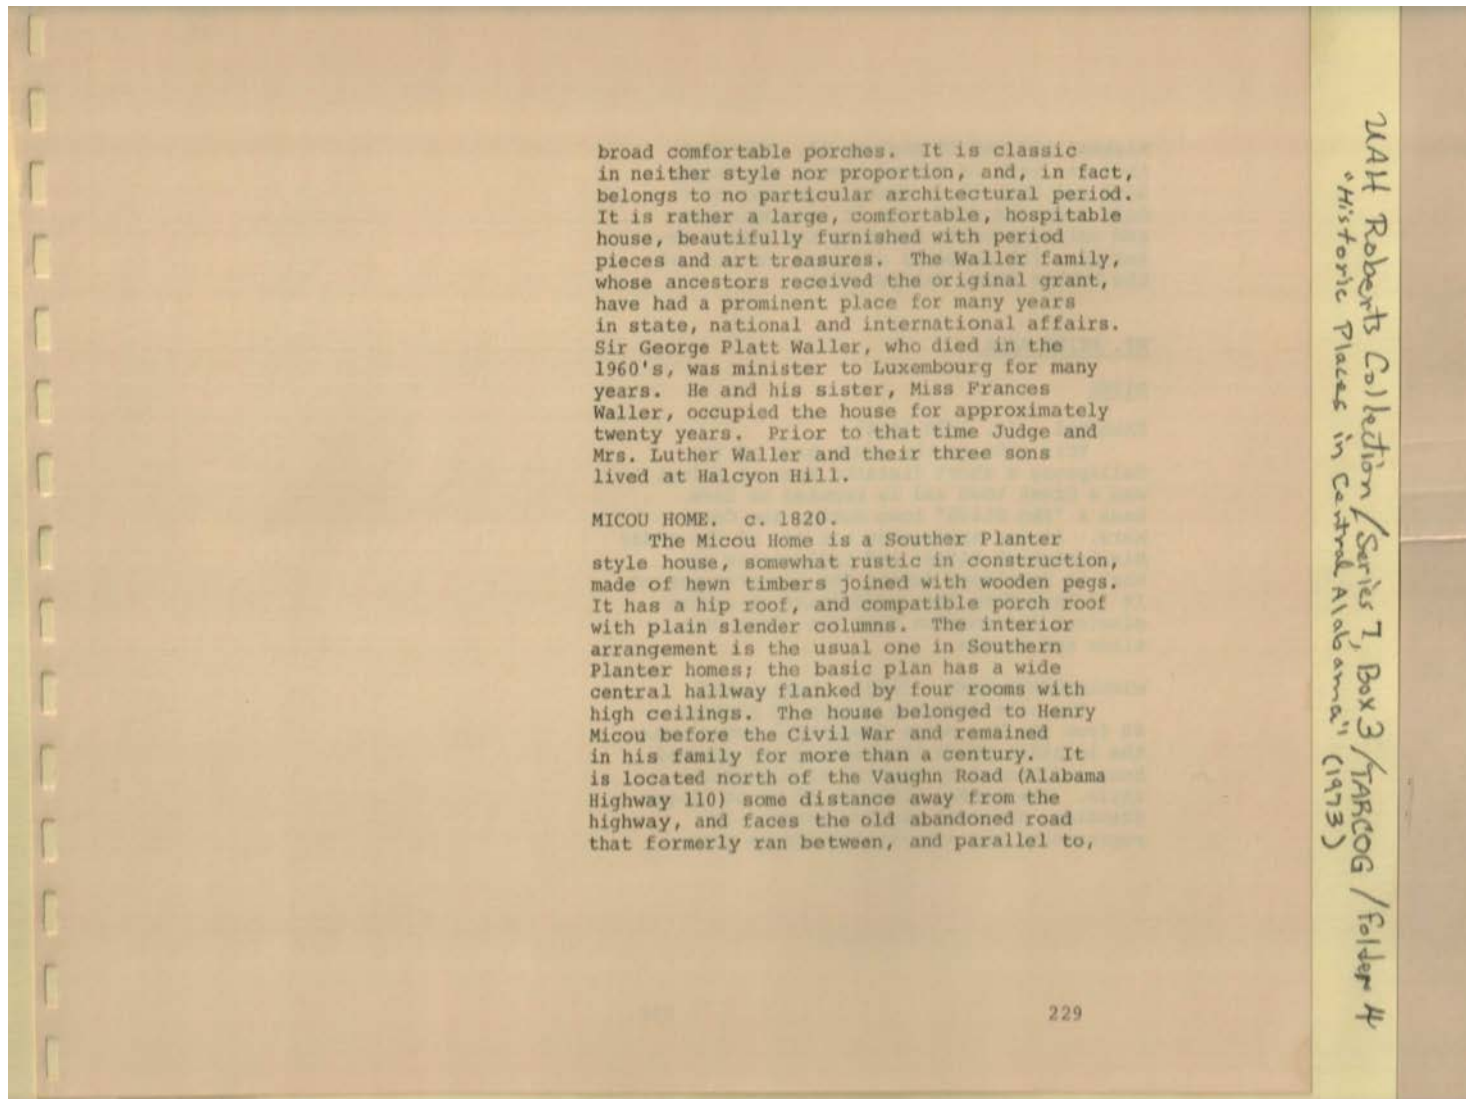 broad comfortable porches. It is classic
in neither style nor proportion, and, in fact,
belongs to no particular architectural period.
It is rather a large, comfortable, hospitable
house, beautifully furnished with period
pieces and art treasures. The Waller family,
whose ancestors received the original grant,
have had a prominent place for many years
in state, national and international affairs.
Sir George Platt Waller, who died in the
1960's, was minister to Luxembourg for many
years. He and his sister, Miss Frances
Waller, occupied the house for approximately
twenty years. Prior to that time Judge and
Mrs. Luther Waller and their three sons
lived at Halcyon Hill.
MICOU HOME. c. 1820.
The Micou Home is a Souther Planter
style house, somewhat rustic in construction,
made of hewn timbers joined with wooden pegs.
It has a hip roof, and compatible porch roof
with plain slender columns. The interior
arrangement is the usual one in Southern
Planter homes; the basic plan has a wide
central hallway flanked by four rooms with
high ceilings. The house belonged to Henry
Micou before the Civil War and remained
in his family for more than a century. It
is located north of the Vaughn Road (Alabama
Highway 110) some distance away from the
highway, and faces the old abandoned road
that formerly ran between, and parallel to,
229
UAH Roberts Collection/Series 7, Box 3/TARCOG/Folder 4
"Historic Places in Central Alabama" (1973)